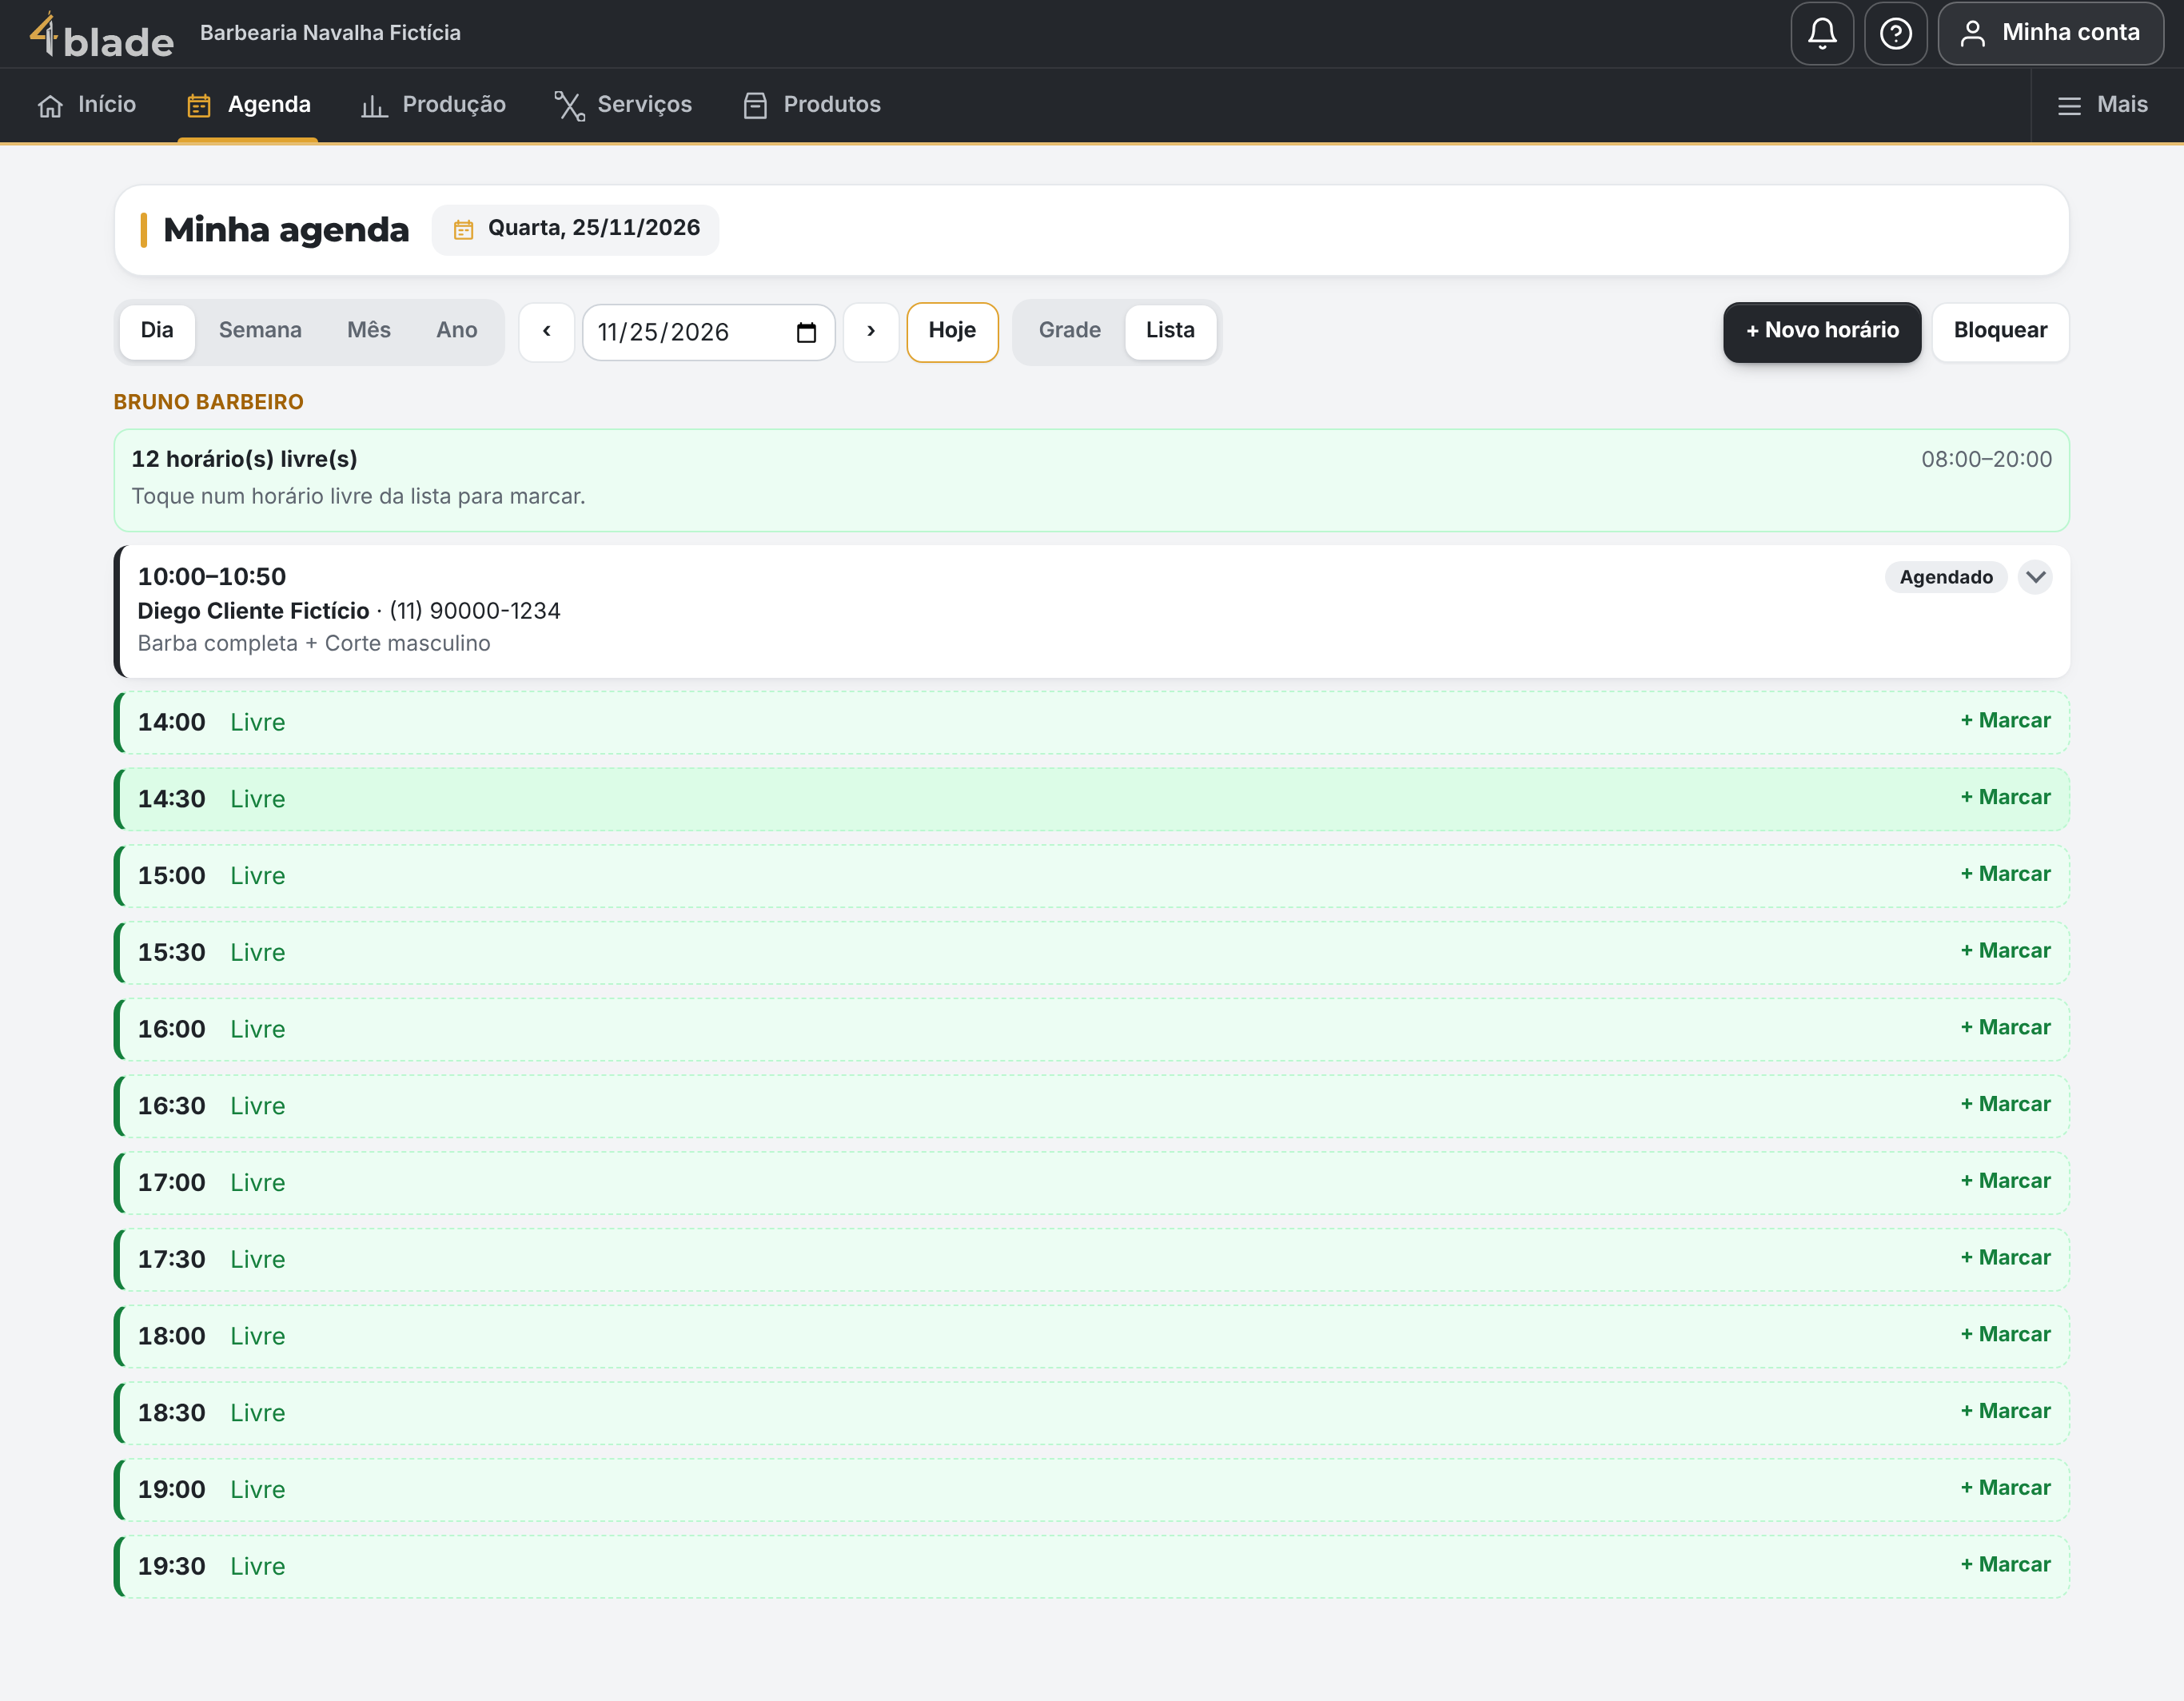 4blade Barbearia Navalha Fictícia Minha conta
Início Agenda Produção Serviços Produtos Mais
Minha agenda Quarta, 25/11/2026
Dia Semana Mês Ano ‹ 11/25/2026 › Hoje Grade Lista + Novo horário Bloquear
BRUNO BARBEIRO
12 horário(s) livre(s) 08:00–20:00
Toque num horário livre da lista para marcar.
10:00–10:50 Agendado
Diego Cliente Fictício · (11) 90000-1234
Barba completa + Corte masculino
14:00 Livre + Marcar
14:30 Livre + Marcar
15:00 Livre + Marcar
15:30 Livre + Marcar
16:00 Livre + Marcar
16:30 Livre + Marcar
17:00 Livre + Marcar
17:30 Livre + Marcar
18:00 Livre + Marcar
18:30 Livre + Marcar
19:00 Livre + Marcar
19:30 Livre + Marcar